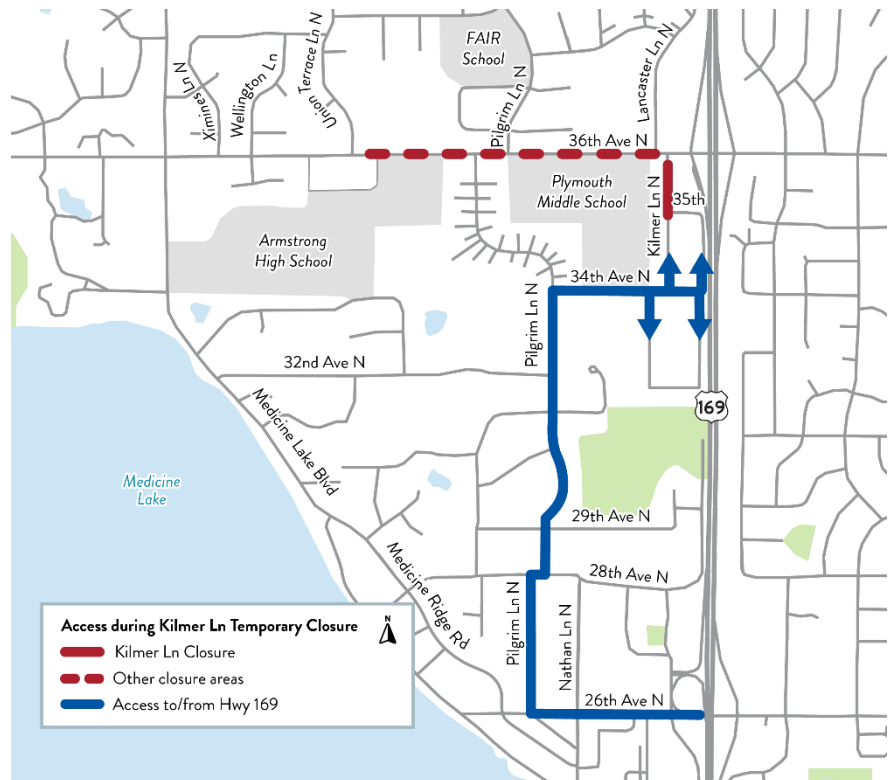 FAIR
School
Ximines Ln N
Wellington Ln
Union Terrace Ln N
Pilgrim Ln N
Lancaster Ln N
36th Ave N
Plymouth
Middle School
Kilmer Ln N
35th
Armstrong
High School
34th Ave N
Pilgrim Ln N
32nd Ave N
169
Medicine Lake Blvd
Medicine
Lake
29th Ave N
Medicine Ridge Rd
28th Ave N
Pilgrim Ln N
Nathan Ln N
26th Ave N
Access during Kilmer Ln Temporary Closure
N
Kilmer Ln Closure
Other closure areas
Access to/from Hwy 169